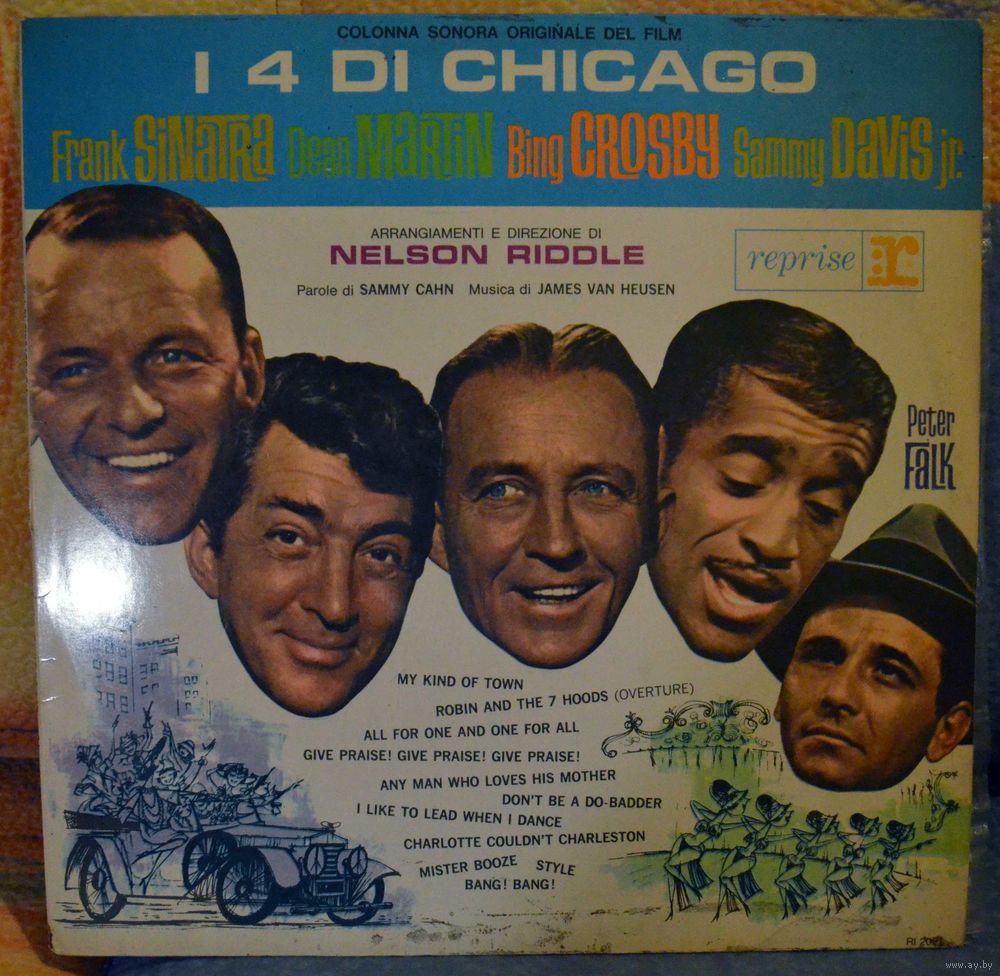 COLONNA SONORA ORIGINALE DEL FILM
I 4 DI CHICAGO
Frank SiNATRA Dean MARTIN Bing CROSBY Sammy DAVIS jr.
ARRANGIAMENTI E DIREZIONE DI
NELSON RIDDLE
reprise r:
Parole di SAMMY CAHN Musica di JAMES VAN HEUSEN
Peter
FALK
MY KIND OF TOWN
ROBIN AND THE 7 HOODS (OVERTURE)
ALL FOR ONE AND ONE FOR ALL
GIVE PRAISE! GIVE PRAISE! GIVE PRAISE!
ANY MAN WHO LOVES HIS MOTHER
DON'T BE A DO-BADDER
I LIKE TO LEAD WHEN I DANCE
CHARLOTTE COULDN'T CHARLESTON
MISTER BOOZE STYLE
BANG! BANG!
RI
www.ay.by